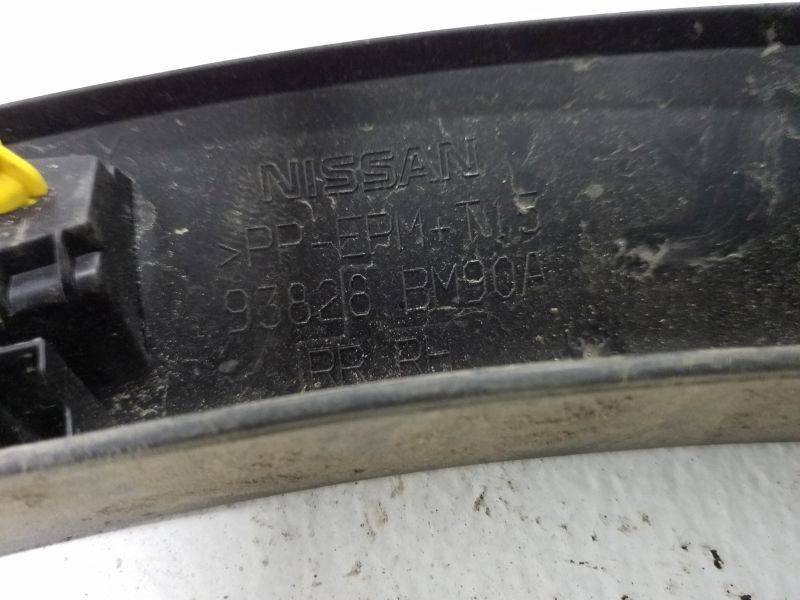 NISSAN
>PP-EPM+T15
93828 BM90A
RR RH